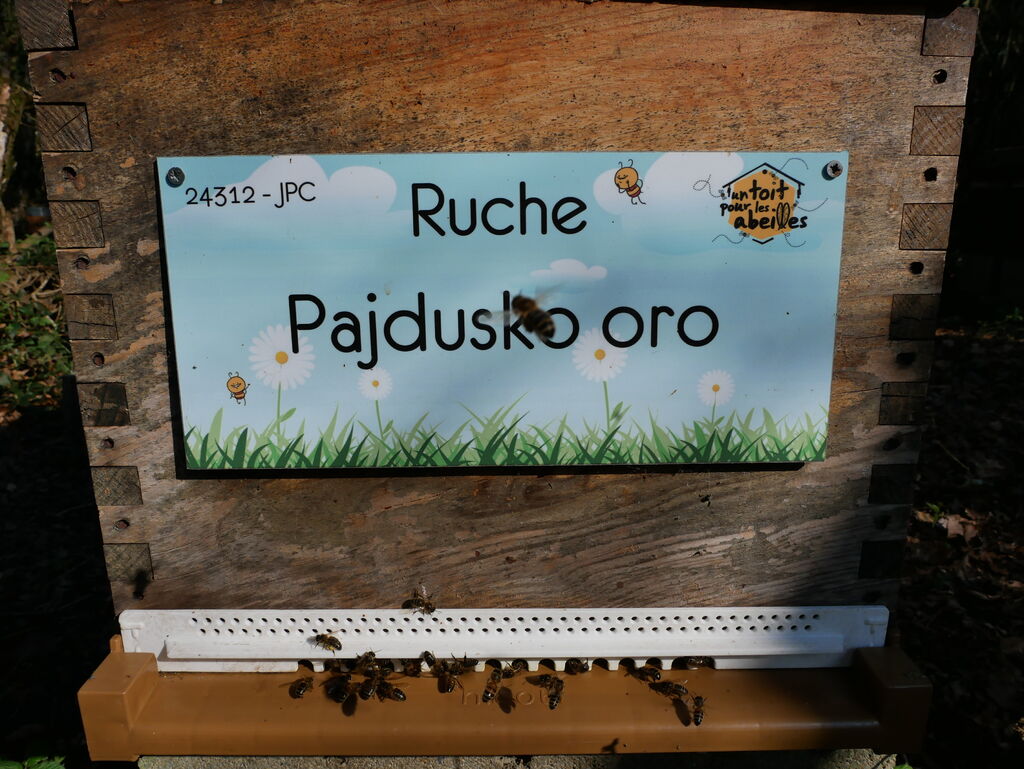 24312 - JPC
Ruche
un toit
pour les
abeilles
Pajdusko oro